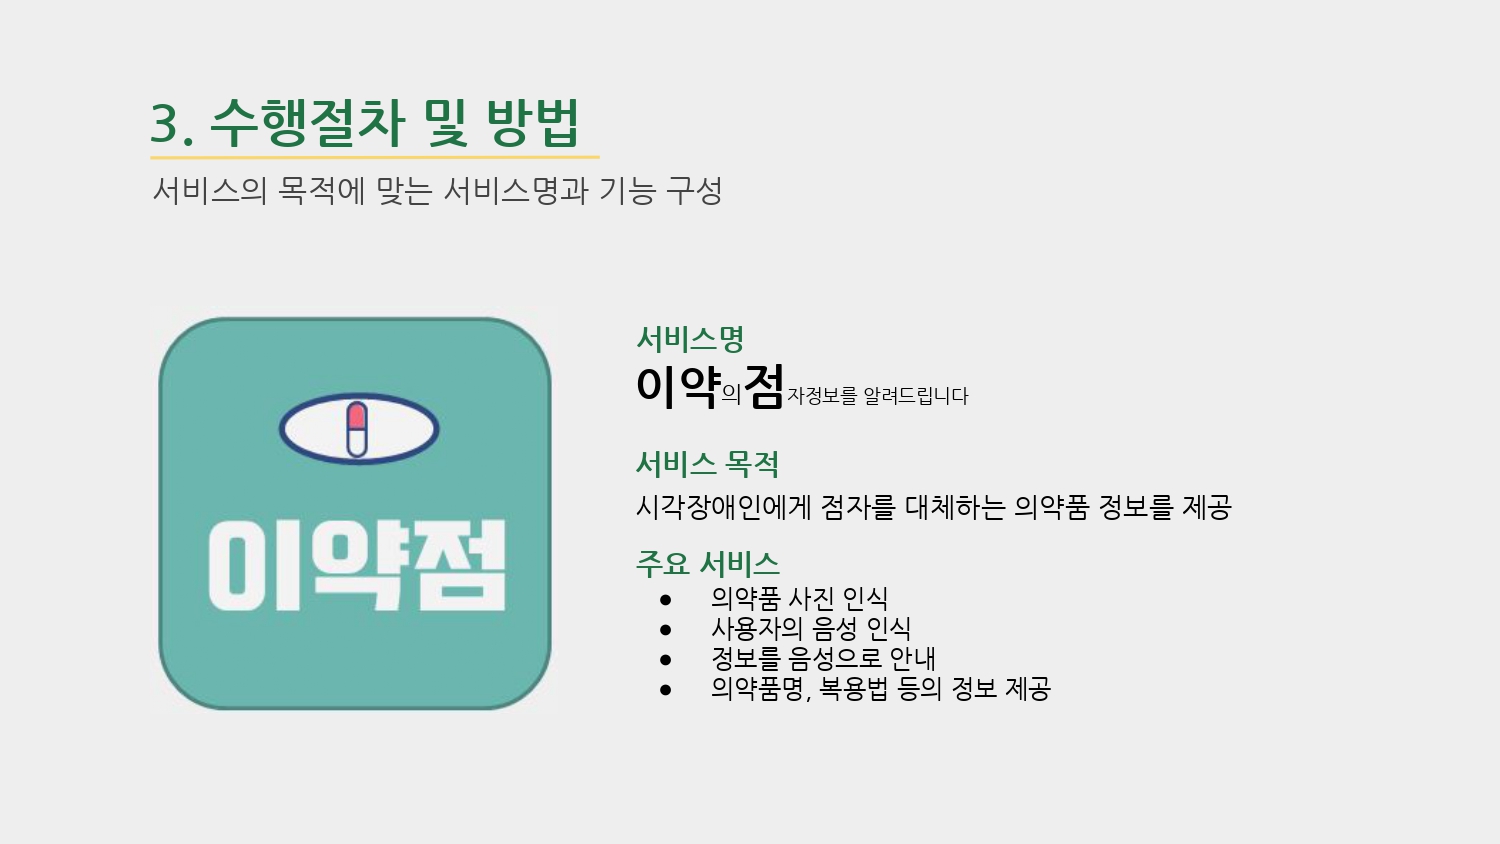 3. 수행절차 및 방법
서비스의 목적에 맞는 서비스명과 기능 구성
이약점
서비스명
이약의점자정보를 알려드립니다
서비스 목적
시각장애인에게 점자를 대체하는 의약품 정보를 제공
주요 서비스
● 의약품 사진 인식
● 사용자의 음성 인식
● 정보를 음성으로 안내
● 의약품명, 복용법 등의 정보 제공